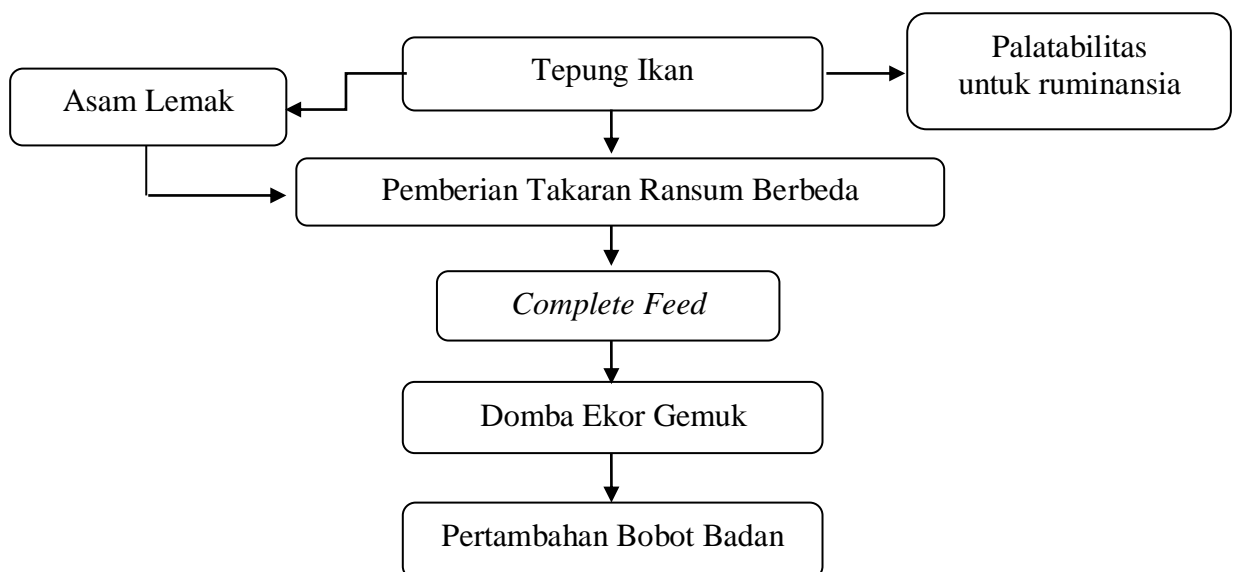 Tepung Ikan
Palatabilitas
untuk ruminansia
Asam Lemak
Pemberian Takaran Ransum Berbeda
Complete Feed
Domba Ekor Gemuk
Pertambahan Bobot Badan